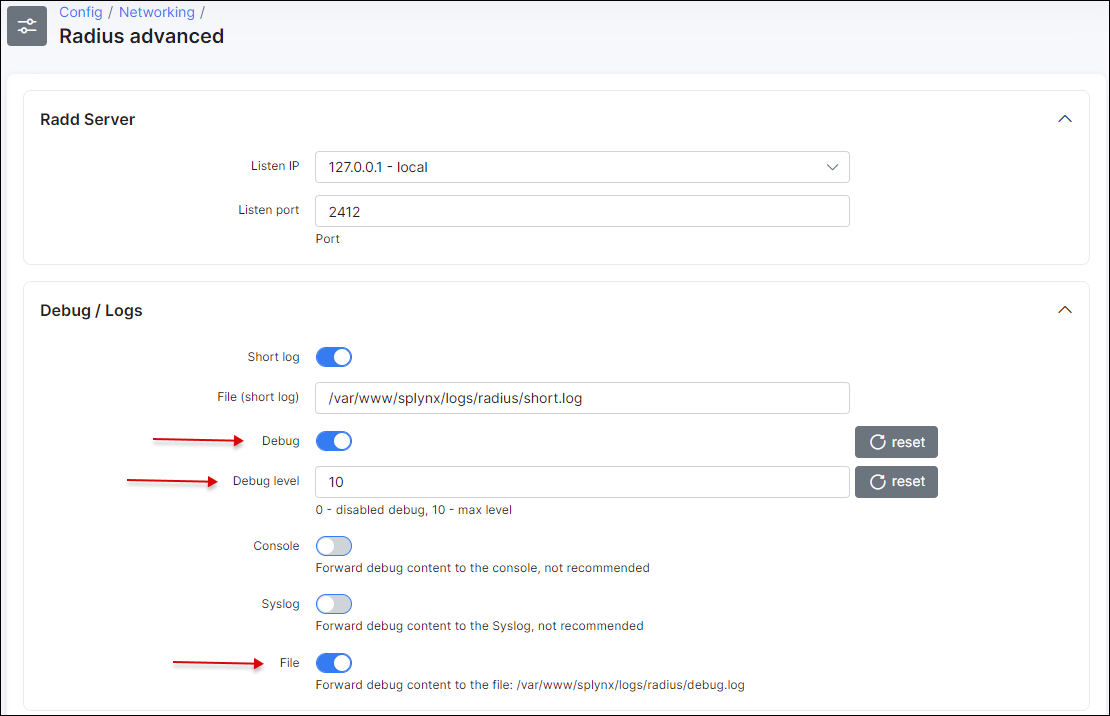 Config / Networking /
Radius advanced
Radd Server
Listen IP 127.0.0.1 - local
Listen port 2412
Port
Debug / Logs
Short log
File (short log) /var/www/splynx/logs/radius/short.log
Debug reset
Debug level 10 reset
0 - disabled debug, 10 - max level
Console
Forward debug content to the console, not recommended
Syslog
Forward debug content to the Syslog, not recommended
File
Forward debug content to the file: /var/www/splynx/logs/radius/debug.log